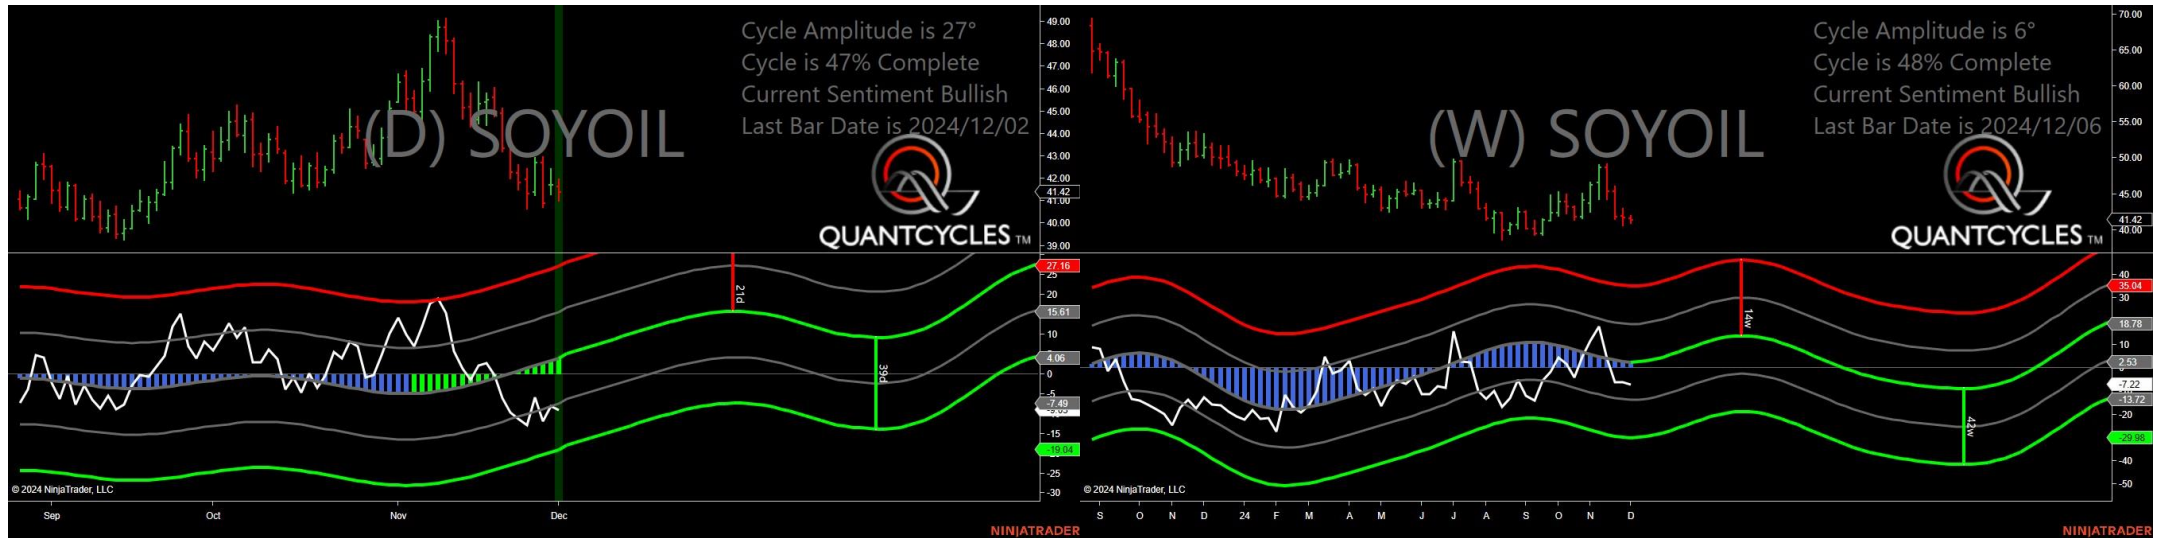 Cycle Amplitude is 27°
Cycle is 47% Complete
Current Sentiment Bullish
Last Bar Date is 2024/12/02
(D) SOYOIL
QUANTCYCLES TM
49.00
48.00
47.00
46.00
45.00
44.00
43.00
42.00
41.42
41.00
40.00
39.00
27.16
25
20
15.61
10
4.06
0
-5
-7.49
-15
-19.04
-25
-30
21d
39d
© 2024 NinjaTrader, LLC
Sep
Oct
Nov
Dec
NINJATRADER
Cycle Amplitude is 6°
Cycle is 48% Complete
Current Sentiment Bullish
Last Bar Date is 2024/12/06
(W) SOYOIL
QUANTCYCLES TM
70.00
65.00
60.00
55.00
50.00
45.00
41.42
40.00
40
35.04
30
18.78
10
2.53
-7.22
-13.72
-20
-29.98
-40
-50
14w
42w
© 2024 NinjaTrader, LLC
S O N D 24 F M A M J J A S O N D
NINJATRADER